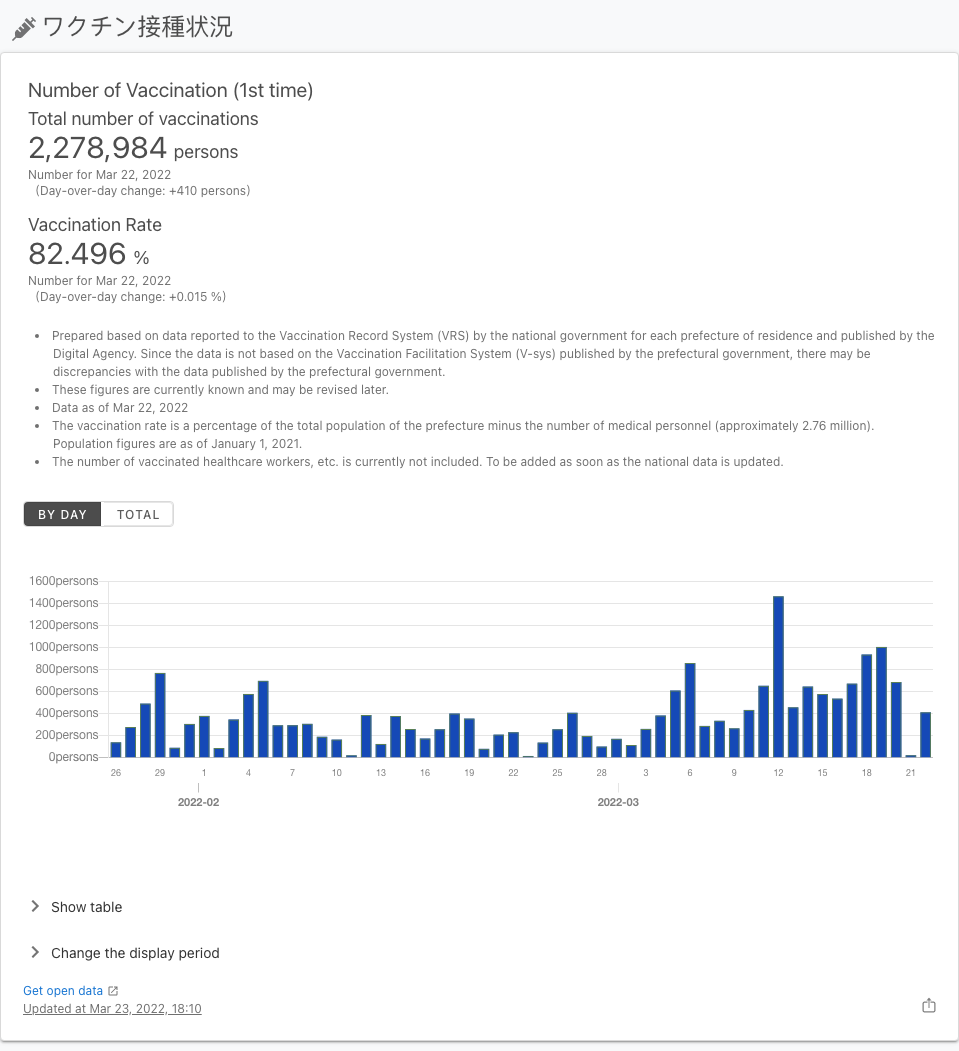 ワクチン接種状況
Number of Vaccination (1st time)
Total number of vaccinations
2,278,984 persons
Number for Mar 22, 2022
(Day-over-day change: +410 persons)
Vaccination Rate
82.496 %
Number for Mar 22, 2022
(Day-over-day change: +0.015 %)
• Prepared based on data reported to the Vaccination Record System (VRS) by the national government for each prefecture of residence and published by the
Digital Agency. Since the data is not based on the Vaccination Facilitation System (V-sys) published by the prefectural government, there may be
discrepancies with the data published by the prefectural government.
• These figures are currently known and may be revised later.
• Data as of Mar 22, 2022
• The vaccination rate is a percentage of the total population of the prefecture minus the number of medical personnel (approximately 2.76 million).
Population figures are as of January 1, 2021.
• The number of vaccinated healthcare workers, etc. is currently not included. To be added as soon as the national data is updated.
BY DAY TOTAL
1600persons
1400persons
1200persons
1000persons
800persons
600persons
400persons
200persons
0persons
26 29 1 4 7 10 13 16 19 22 25 28 3 6 9 12 15 18 21
2022-02 2022-03
Show table
Change the display period
Get open data
Updated at Mar 23, 2022, 18:10